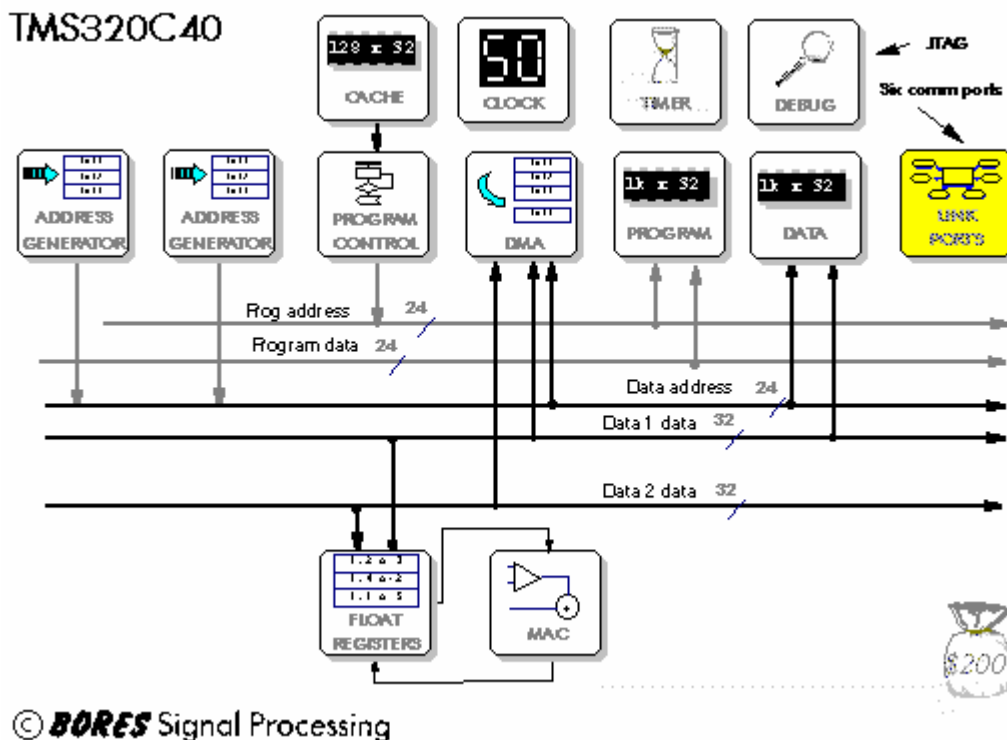 TMS320C40
128 x 32
CACHE
50
CLOCK
TIMER
DEBUG
JTAG
Six comm ports
ADDRESS
GENERATOR
ADDRESS
GENERATOR
PROGRAM
CONTROL
DMA
1k x 32
PROGRAM
1k x 32
DATA
LINK
PORTS
Prog address 24
Program data 24
Data address 24
Data 1 data 32
Data 2 data 32
FLOAT
REGISTERS
MAC
$200
© BORES Signal Processing